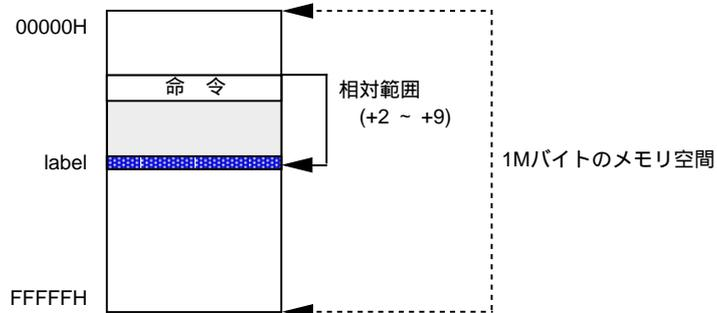 00000H
命 令
相対範囲
(+2 ~ +9)
label
1Mバイトのメモリ空間
FFFFFH